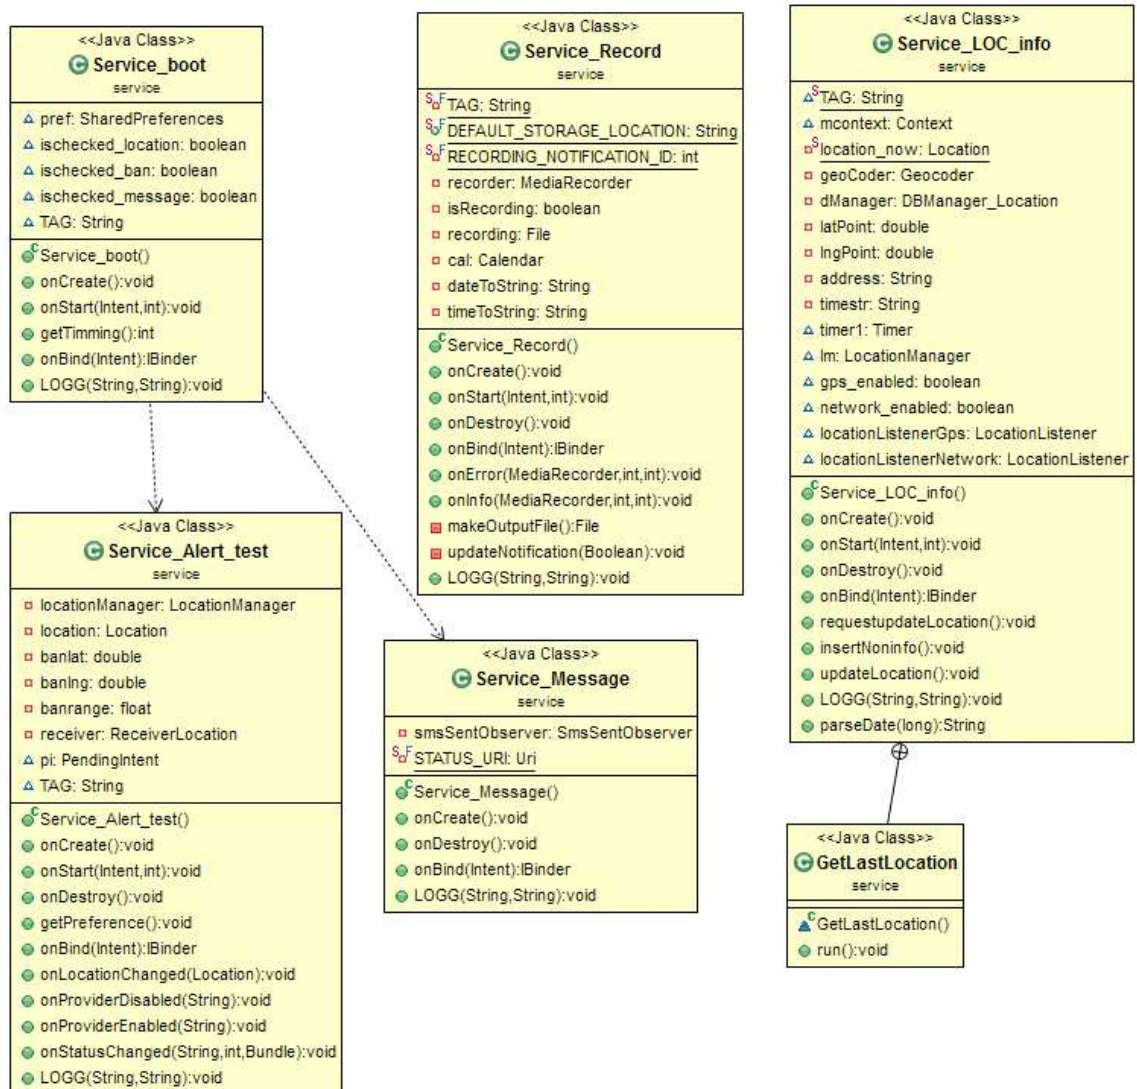 <<Java Class>>
Service_boot
service
pref: SharedPreferences
ischecked_location: boolean
ischecked_ban: boolean
ischecked_message: boolean
TAG: String
Service_boot()
onCreate():void
onStart(Intent,int):void
getTimming():int
onBind(Intent):IBinder
LOGG(String,String):void
<<Java Class>>
Service_Record
service
TAG: String
DEFAULT_STORAGE_LOCATION: String
RECORDING_NOTIFICATION_ID: int
recorder: MediaRecorder
isRecording: boolean
recording: File
cal: Calendar
dateToString: String
timeToString: String
Service_Record()
onCreate():void
onStart(Intent,int):void
onDestroy():void
onBind(Intent):IBinder
onError(MediaRecorder,int,int):void
onInfo(MediaRecorder,int,int):void
makeOutputFile():File
updateNotification(Boolean):void
LOGG(String,String):void
<<Java Class>>
Service_LOC_info
service
TAG: String
mcontext: Context
location_now: Location
geoCoder: Geocoder
dManager: DBManager_Location
latPoint: double
lngPoint: double
address: String
timestr: String
timer1: Timer
lm: LocationManager
gps_enabled: boolean
network_enabled: boolean
locationListenerGps: LocationListener
locationListenerNetwork: LocationListener
Service_LOC_info()
onCreate():void
onStart(Intent,int):void
onDestroy():void
onBind(Intent):IBinder
requestupdateLocation():void
insertNoninfo():void
updateLocation():void
LOGG(String,String):void
parseDate(long):String
<<Java Class>>
Service_Alert_test
service
locationManager: LocationManager
location: Location
banlat: double
banlng: double
banrange: float
receiver: ReceiverLocation
pi: PendingIntent
TAG: String
Service_Alert_test()
onCreate():void
onStart(Intent,int):void
onDestroy():void
getPreference():void
onBind(Intent):IBinder
onLocationChanged(Location):void
onProviderDisabled(String):void
onProviderEnabled(String):void
onStatusChanged(String,int,Bundle):void
LOGG(String,String):void
<<Java Class>>
Service_Message
service
smsSentObserver: SmsSentObserver
STATUS_URI: Uri
Service_Message()
onCreate():void
onDestroy():void
onBind(Intent):IBinder
LOGG(String,String):void
<<Java Class>>
GetLastLocation
service
GetLastLocation()
run():void